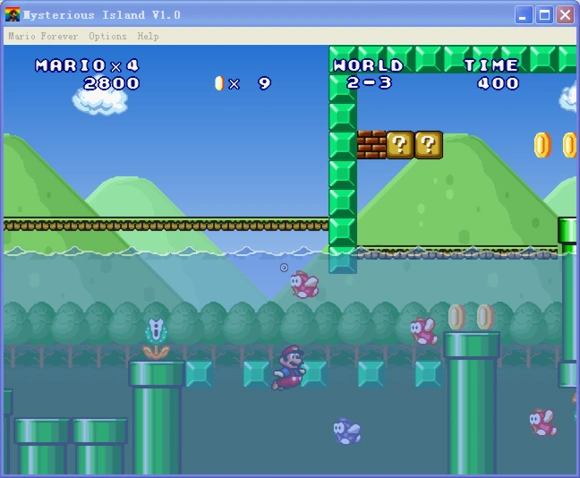 Mysterious Island V1.0
Mario Forever Options Help
MARIO × 4 WORLD TIME
2800 × 9 2-3 400
? ?